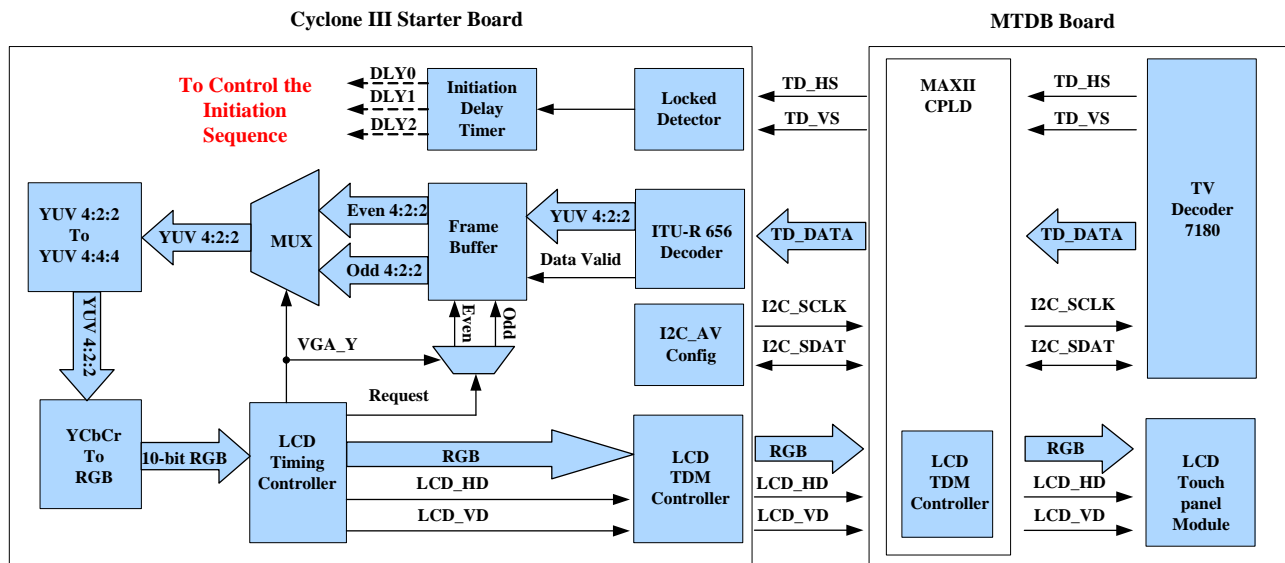 Cyclone III Starter Board
MTDB Board
To Control the
Initiation
Sequence
DLY0
DLY1
DLY2
Initiation
Delay
Timer
Locked
Detector
TD_HS
TD_VS
MAXII
CPLD
TD_HS
TD_VS
TV
Decoder
7180
YUV 4:2:2
To
YUV 4:4:4
YUV 4:2:2
MUX
Even 4:2:2
Odd 4:2:2
Frame
Buffer
YUV 4:2:2
Data Valid
ITU-R 656
Decoder
TD_DATA
TD_DATA
YUV 4:2:2
VGA_Y
Even
Odd
Request
I2C_AV
Config
I2C_SCLK
I2C_SDAT
I2C_SCLK
I2C_SDAT
YCbCr
To
RGB
10-bit RGB
LCD
Timing
Controller
RGB
LCD_HD
LCD_VD
LCD
TDM
Controller
RGB
LCD_HD
LCD_VD
LCD
TDM
Controller
RGB
LCD_HD
LCD_VD
LCD
Touch
panel
Module